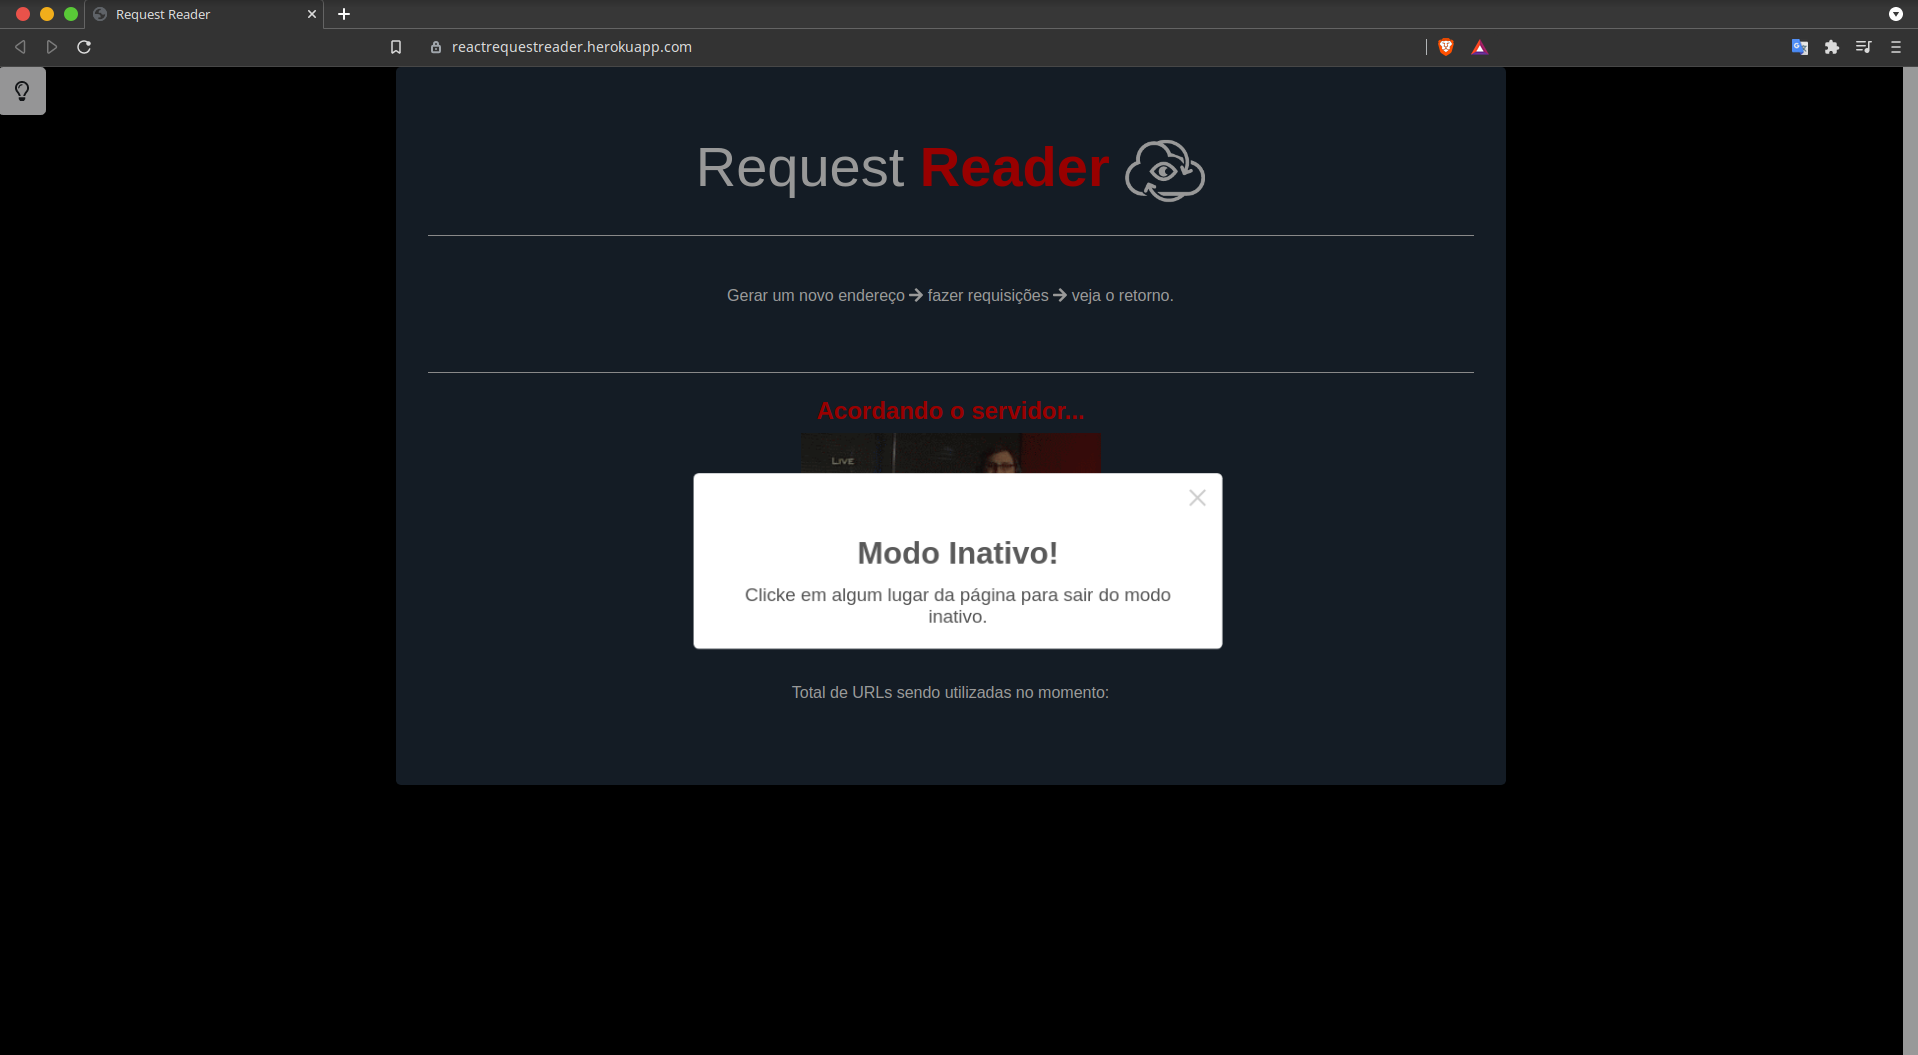 Request Reader
reactrequestreader.herokuapp.com
Request Reader
Gerar um novo endereço → fazer requisições → veja o retorno.
Acordando o servidor...
LIVE
Modo Inativo!
Clicke em algum lugar da página para sair do modo
inativo.
Total de URLs sendo utilizadas no momento: